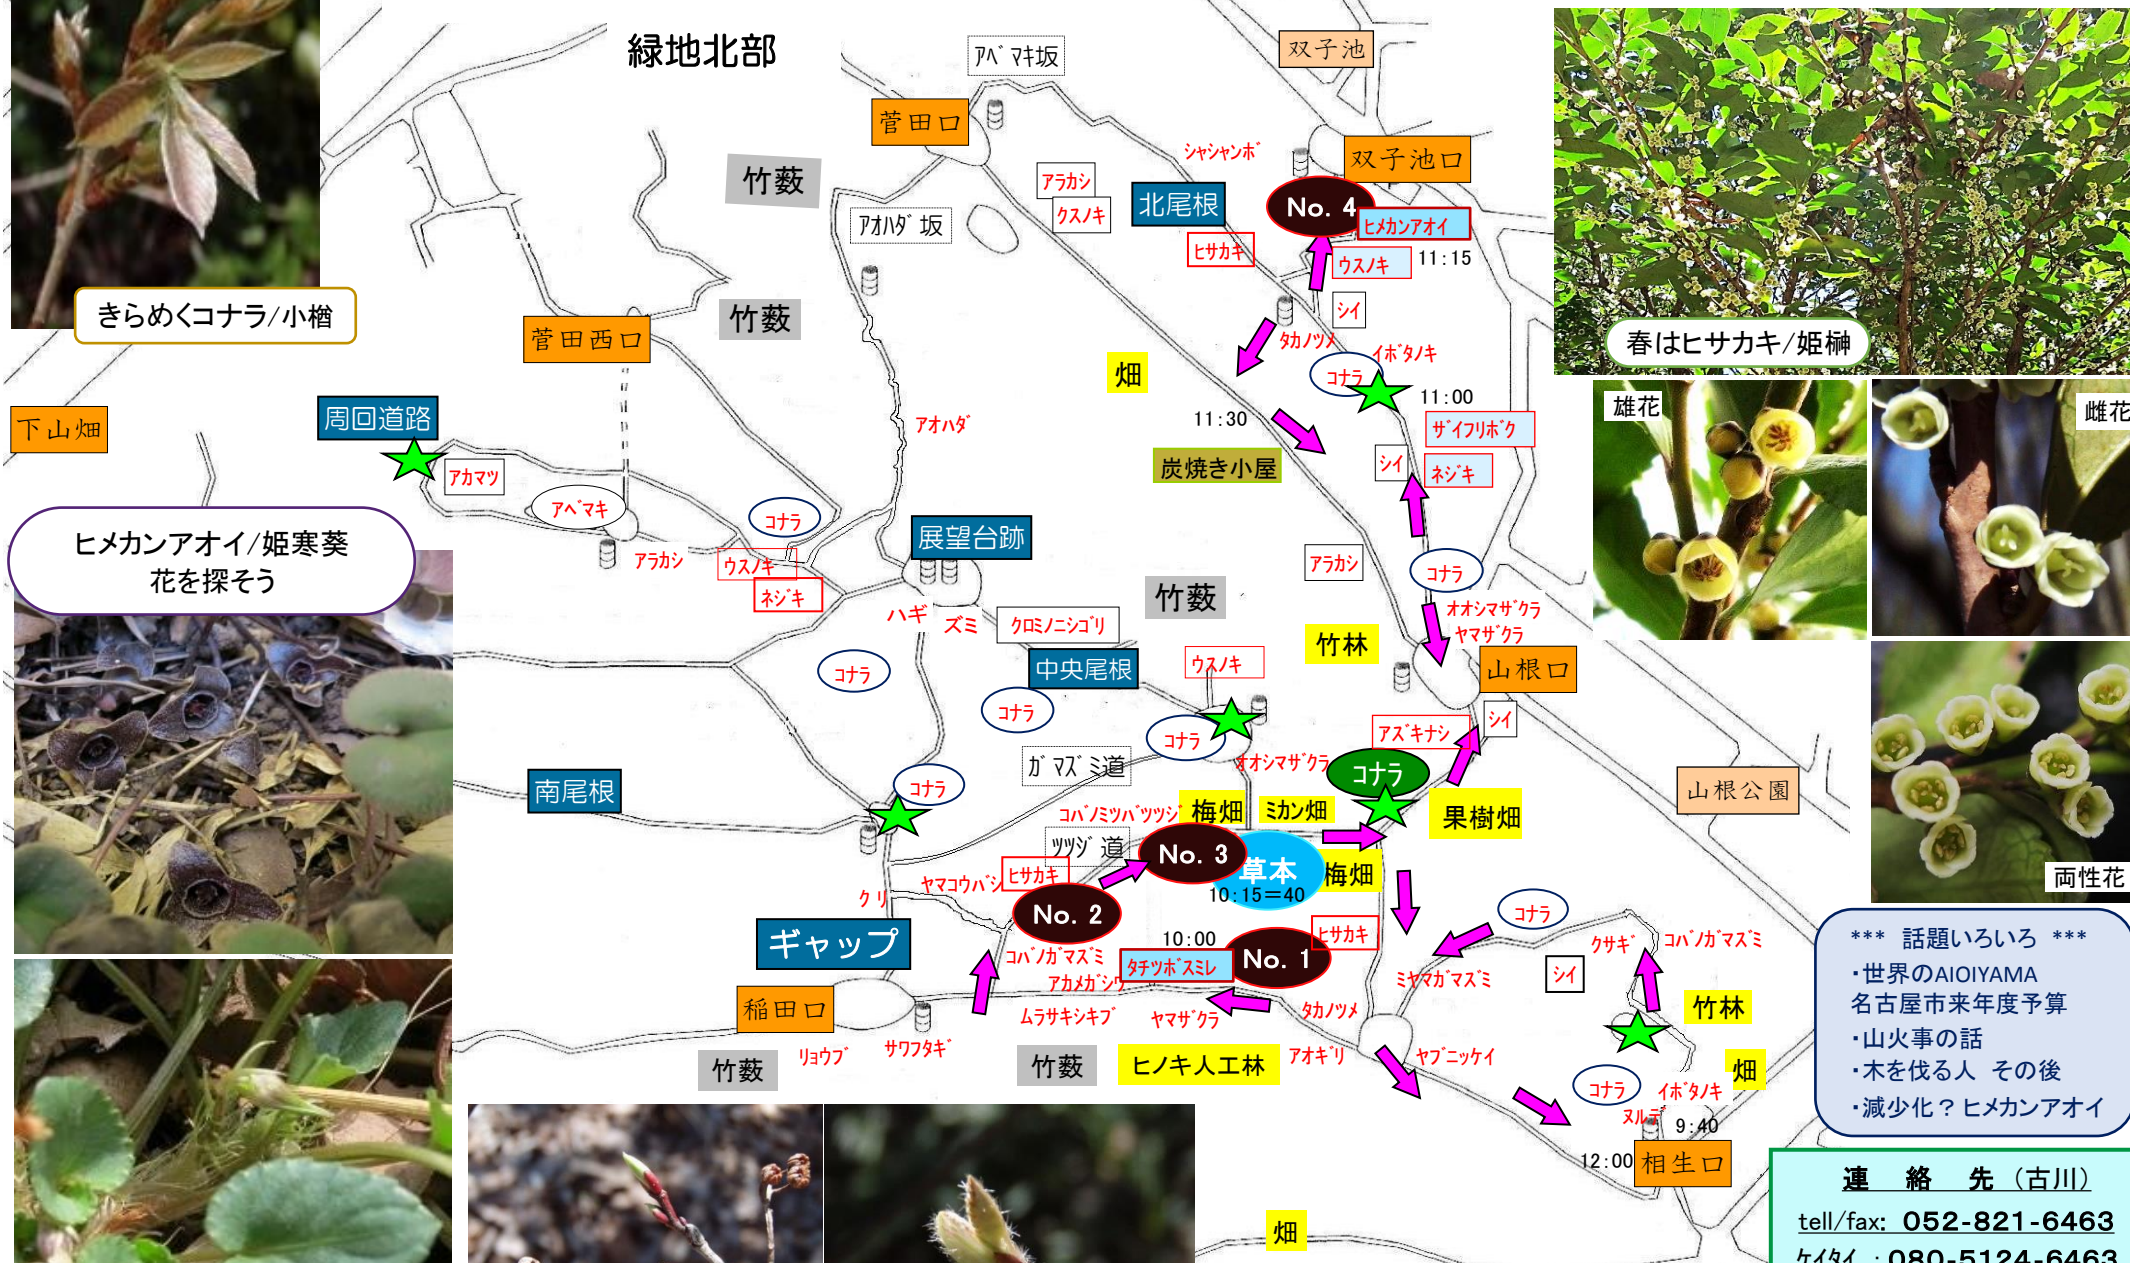 緑地北部
ｱﾍﾞﾏｷ坂
双子池
菅田口
双子池口
ｼｬｼｬﾝﾎﾞ
竹薮
ｱﾗｶｼ
ｸｽﾉｷ
北尾根
No. 4
ﾋﾒｶﾝｱｵｲ
ｱｵﾊﾀﾞ坂
ﾋｻｶｷ
ｳｽﾉｷ
11:15
きらめくコナラ/小楢
竹薮
菅田西口
ｼｲ
ﾀｶﾉﾂﾒ
ｲﾎﾞﾀﾉｷ
春はヒサカキ/姫榊
畑
ｺﾅﾗ
11:00
雄花
雌花
下山畑
周回道路
ｱｵﾊﾀﾞ
11:30
ｻﾞｲﾌﾘﾎﾞｸ
ｱｶﾏﾂ
炭焼き小屋
ｼｲ
ﾈｼﾞｷ
ｱﾍﾞﾏｷ
ｺﾅﾗ
展望台跡
ヒメカンアオイ/姫寒葵
花を探そう
ｱﾗｶｼ
ｳｽﾉｷ
ﾈｼﾞｷ
ｱﾗｶｼ
ｺﾅﾗ
竹薮
ハギ
ズミ
ｸﾛﾐﾉﾆｼｺﾞﾘ
ｵｵｼﾏｻﾞｸﾗ
ﾔﾏｻﾞｸﾗ
竹林
ｺﾅﾗ
中央尾根
ｳｽﾉｷ
山根口
ｺﾅﾗ
ｺﾅﾗ
ｱｽﾞｷﾅｼ
ｼｲ
ｶﾞﾏｽﾞﾐ道
ｵｵｼﾏｻﾞｸﾗ
コナラ
山根公園
南尾根
ｺﾅﾗ
ｺﾊﾞﾉﾐﾂﾊﾞﾂﾂｼﾞ
梅畑
ミカン畑
果樹畑
ﾂﾂｼﾞ道
No. 3
草本
10:15=40
梅畑
両性花
クリ
ﾔﾏｺｳﾊﾞｼ
ﾋｻｶｷ
No. 2
ｺﾅﾗ
ギャップ
10:00
ﾋｻｶｷ
ｸｻｷﾞ
ｺﾊﾞﾉｶﾞﾏｽﾞﾐ
ｺﾊﾞﾉｶﾞﾏｽﾞﾐ
ﾀﾁﾂﾎﾞｽﾐﾚ
No. 1
ｱｶﾒｶﾞｼﾜ
ﾐﾔﾏｶﾞﾏｽﾞﾐ
ｼｲ
稲田口
ﾑﾗｻｷｼｷﾌﾞ
ﾔﾏｻﾞｸﾗ
ﾀｶﾉﾂﾒ
竹林
竹薮
ﾘｮｳﾌﾞ
ｻﾜﾌﾀｷﾞ
竹薮
ヒノキ人工林
ｱｵｷﾞﾘ
ﾔﾌﾞﾆｯｹｲ
畑
ｺﾅﾗ
ｲﾎﾞﾀﾉｷ
ﾇﾙﾃﾞ
9:40
12:00
相生口
畑
*** 話題いろいろ ***
・世界のAIOIYAMA
名古屋市来年度予算
・山火事の話
・木を伐る人 その後
・減少化？ヒメカンアオイ
連 絡 先 (古川)
tell/fax: 052-821-6463
ｹｲﾀｲ : 080-5124-6463